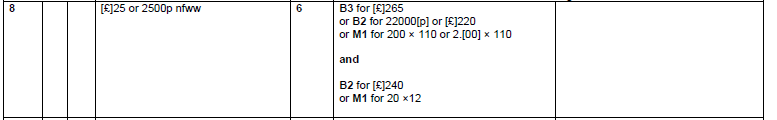 8 [£]25 or 2500p nfww 6 B3 for [£]265
or B2 for 22000[p] or [£]220
or M1 for 200 × 110 or 2.[00] × 110
and
B2 for [£]240
or M1 for 20 ×12